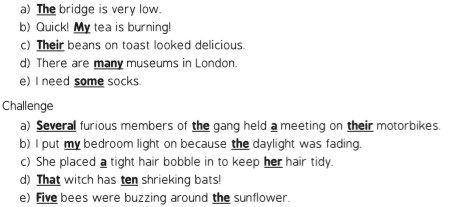 a) The bridge is very low.
b) Quick! My tea is burning!
c) Their beans on toast looked delicious.
d) There are many museums in London.
e) I need some socks.
Challenge
a) Several furious members of the gang held a meeting on their motorbikes.
b) I put my bedroom light on because the daylight was fading.
c) She placed a tight hair bobble in to keep her hair tidy.
d) That witch has ten shrieking bats!
e) Five bees were buzzing around the sunflower.